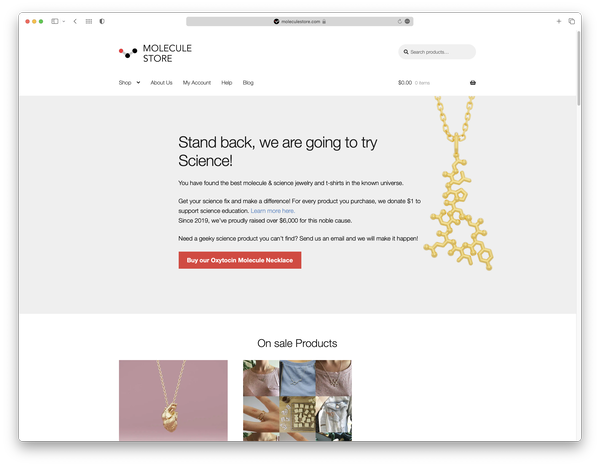 moleculestore.com
MOLECULE
STORE
Search products…
Shop About Us My Account Help Blog
$0.00 0 items
Stand back, we are going to try
Science!
You have found the best molecule & science jewelry and t-shirts in the known universe.
Get your science fix and make a difference! For every product you purchase, we donate $1 to
support science education. Learn more here.
Since 2019, we've proudly raised over $6,000 for this noble cause.
Need a geeky science product you can't find? Send us an email and we will make it happen!
Buy our Oxytocin Molecule Necklace
On sale Products